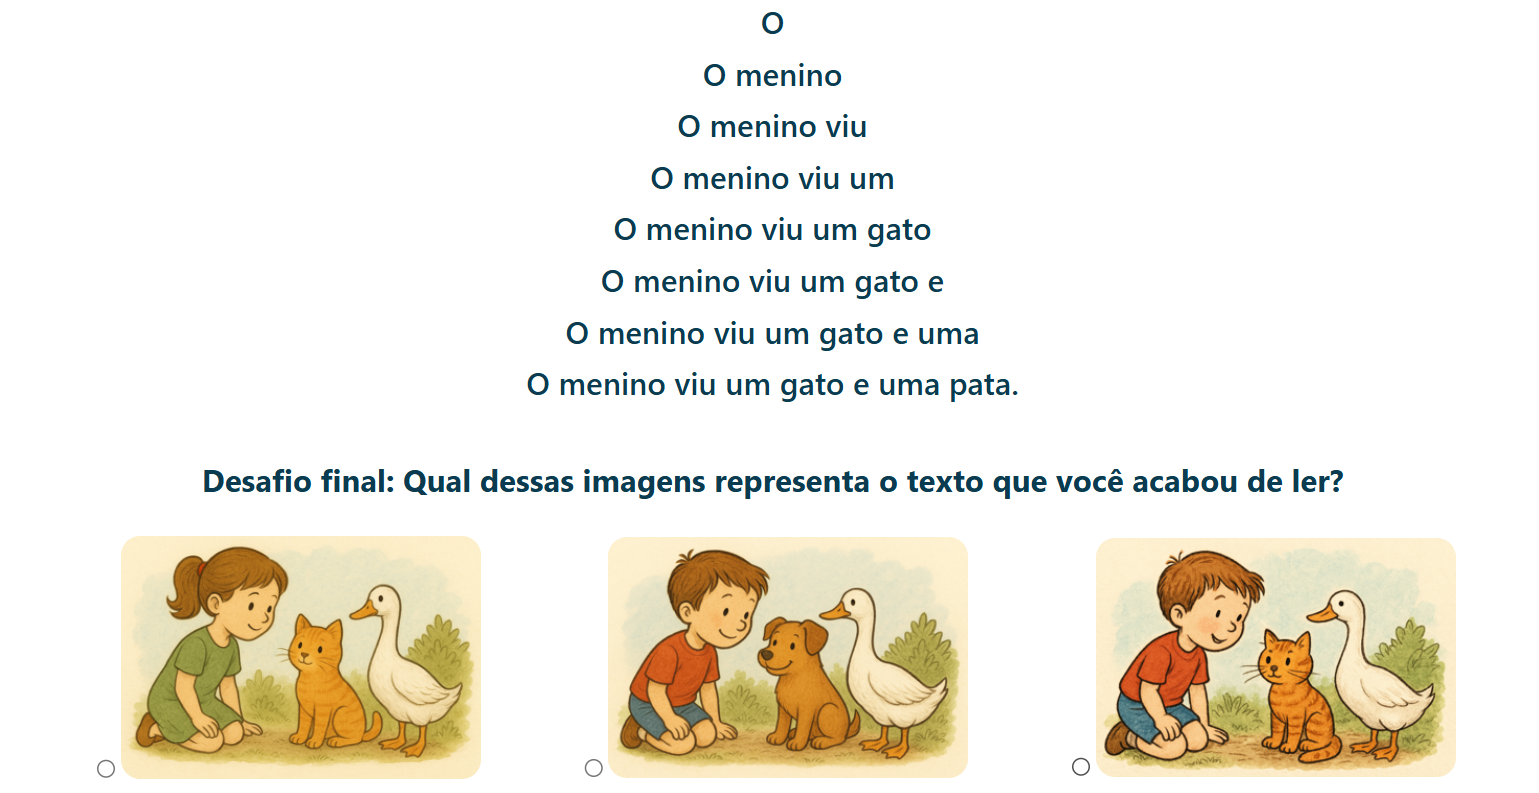 O
O menino
O menino viu
O menino viu um
O menino viu um gato
O menino viu um gato e
O menino viu um gato e uma
O menino viu um gato e uma pata.
Desafio final: Qual dessas imagens representa o texto que você acabou de ler?